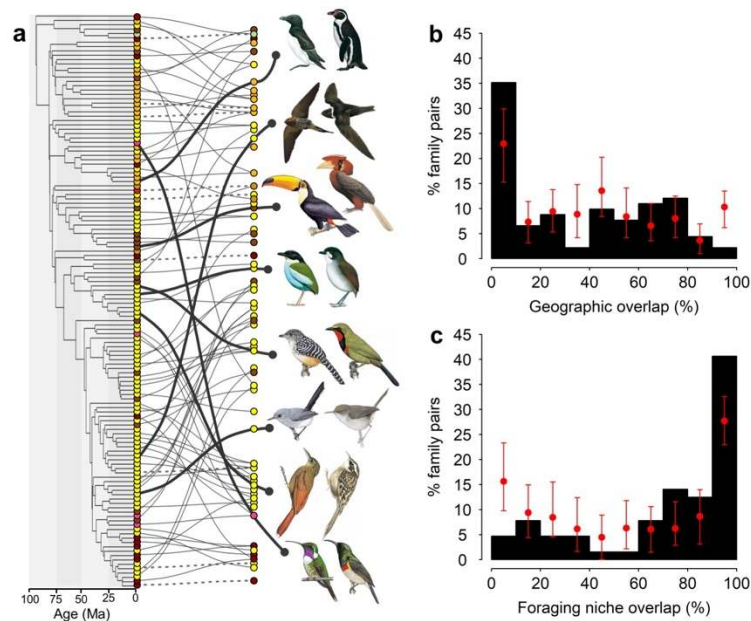 a
100 75 50 25 0
Age (Ma)
b
45
40
35
30
25
20
15
10
5
0
% family pairs
0 20 40 60 80 100
Geographic overlap (%)
c
45
40
35
30
25
20
15
10
5
0
% family pairs
0 20 40 60 80 100
Foraging niche overlap (%)